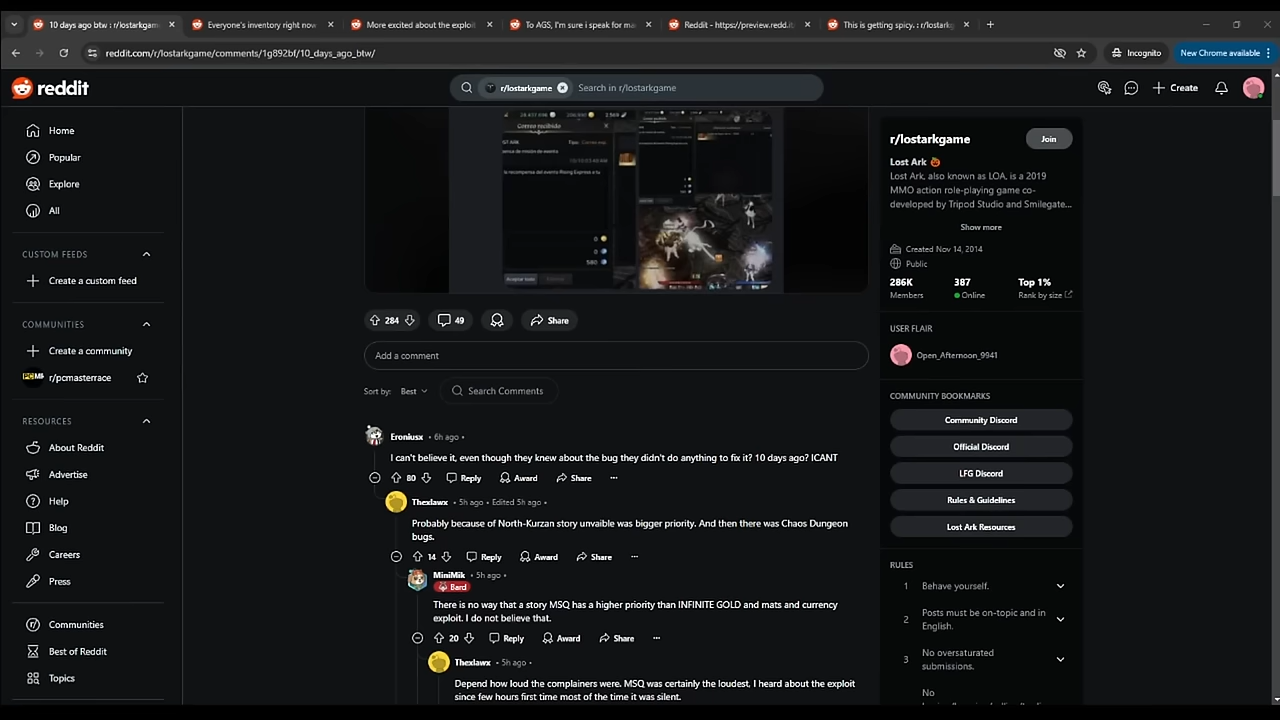 10 days ago btw : r/lostarkgame
Everyone's inventory right now
More excited about the exploi
To AGS, I'm sure i speak for ma
Reddit - https://preview.redd.it
This is getting spicy. : r/lostark
reddit.com/r/lostarkgame/comments/1g892bf/10_days_ago_btw/
Incognito
New Chrome available
reddit
r/lostarkgame
Search in r/lostarkgame
Create
Home
Popular
Explore
All
CUSTOM FEEDS
Create a custom feed
COMMUNITIES
Create a community
r/pcmasterrace
RESOURCES
About Reddit
Advertise
Help
Blog
Careers
Press
Communities
Best of Reddit
Topics
Correo recibido
580
284
49
Share
Add a comment
Sort by: Best
Search Comments
Eroniusx • 6h ago •
I can't believe it, even though they knew about the bug they didn't do anything to fix it? 10 days ago? ICANT
80 Reply Award Share ...
Thexlawx • 5h ago • Edited 5h ago •
Probably because of North-Kurzan story unvaible was bigger priority. And then there was Chaos Dungeon
bugs.
14 Reply Award Share ...
MiniMik • 5h ago •
Bard
There is no way that a story MSQ has a higher priority than INFINITE GOLD and mats and currency
exploit. I do not believe that.
20 Reply Award Share ...
Thexlawx • 5h ago •
Depend how loud the complainers were. MSQ was certainly the loudest, I heard about the exploit
since few hours first time most of the time it was silent.
r/lostarkgame
Join
Lost Ark
Lost Ark, also known as LOA, is a 2019
MMO action role-playing game co-
developed by Tripod Studio and Smilegate...
Show more
Created Nov 14, 2014
Public
286K 387 Top 1%
Members Online Rank by size
USER FLAIR
Open_Afternoon_9941
COMMUNITY BOOKMARKS
Community Discord
Official Discord
LFG Discord
Rules & Guidelines
Lost Ark Resources
RULES
1 Behave yourself.
2 Posts must be on-topic and in
English.
3 No oversaturated
submissions.
No